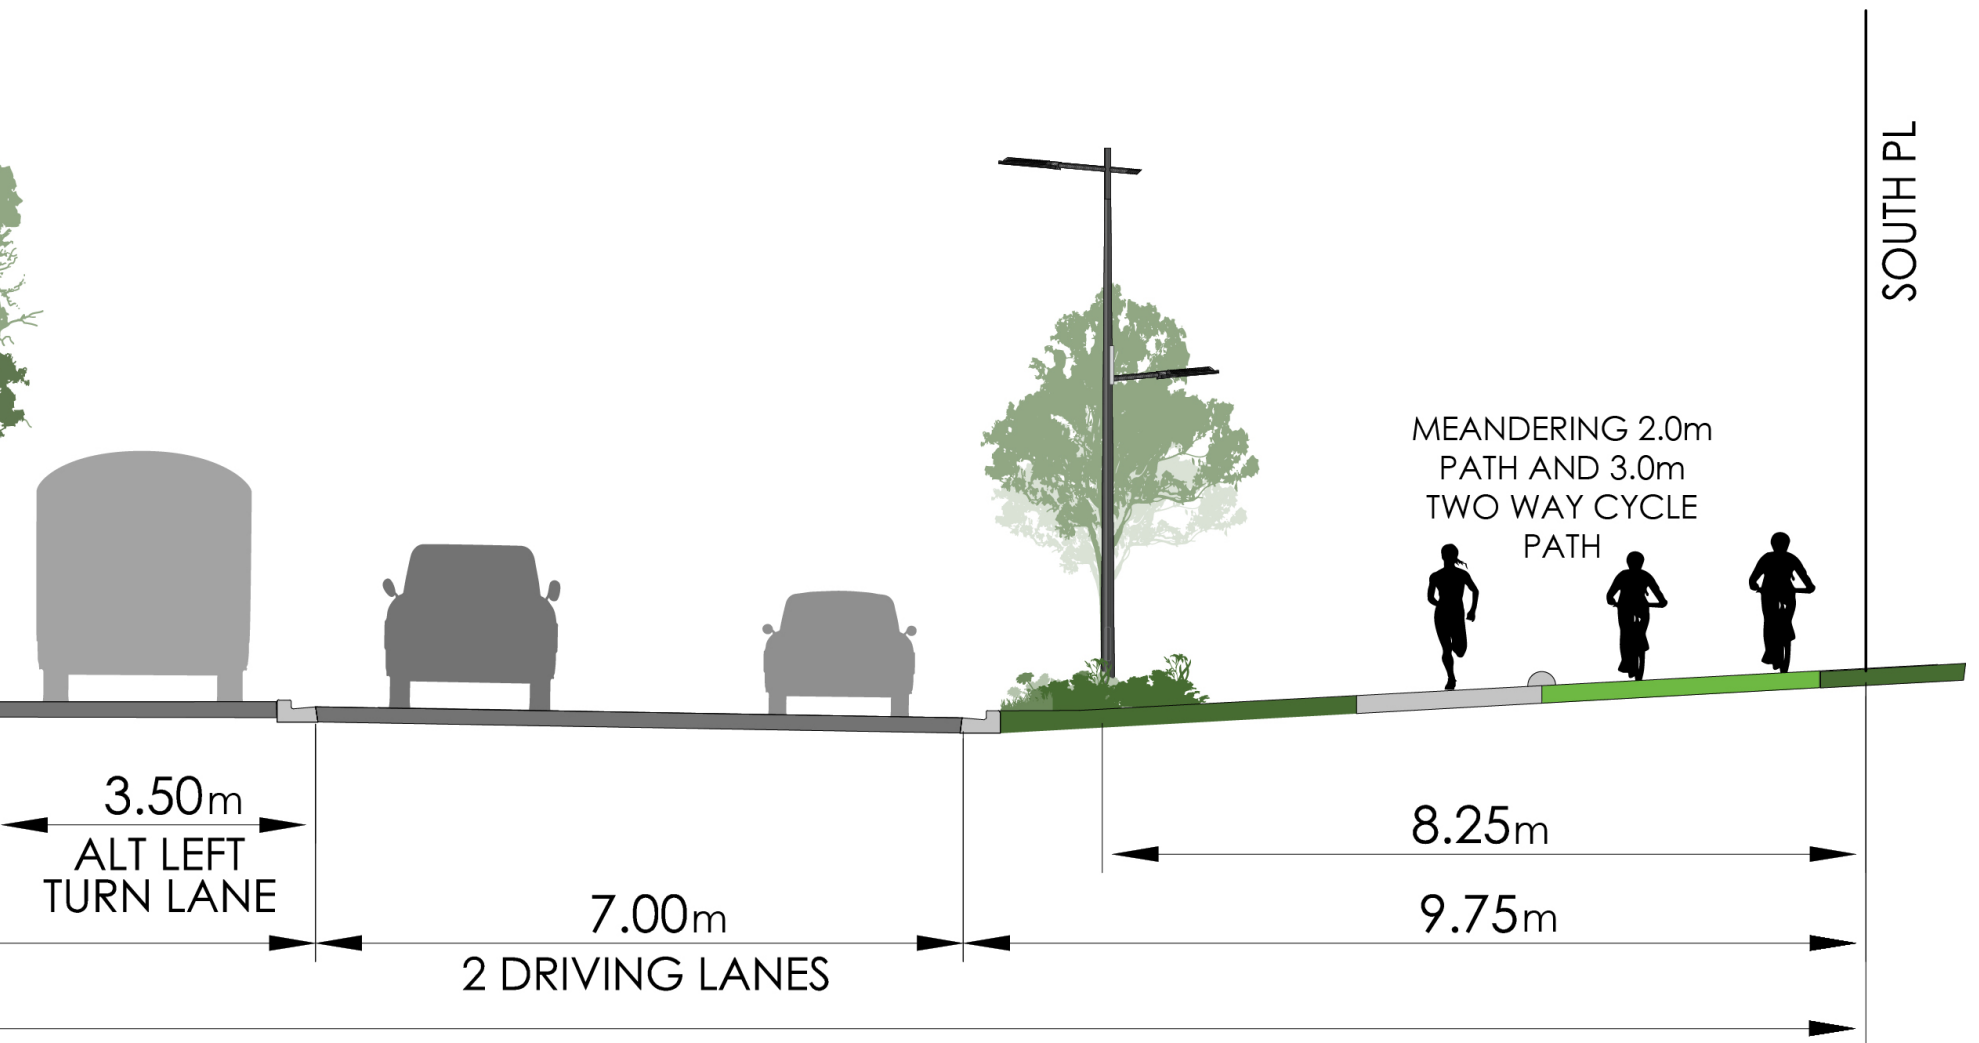 SOUTH PL
MEANDERING 2.0m
PATH AND 3.0m
TWO WAY CYCLE
PATH
3.50m
ALT LEFT
TURN LANE
8.25m
7.00m
2 DRIVING LANES
9.75m